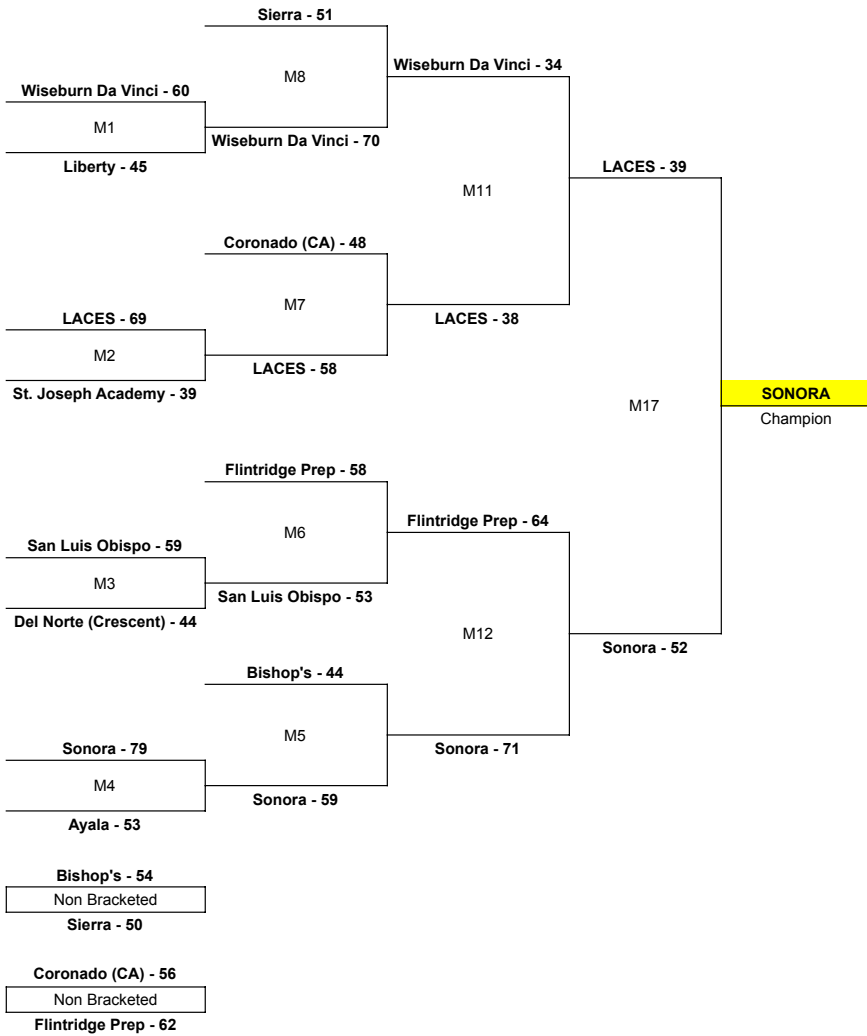 Sierra - 51
M8
Wiseburn Da Vinci - 34
Wiseburn Da Vinci - 60
M1
Wiseburn Da Vinci - 70
Liberty - 45
LACES - 39
M11
Coronado (CA) - 48
M7
LACES - 38
LACES - 69
M2
LACES - 58
St. Joseph Academy - 39
SONORA
M17
Champion
Flintridge Prep - 58
M6
Flintridge Prep - 64
San Luis Obispo - 59
M3
San Luis Obispo - 53
Del Norte (Crescent) - 44
M12
Sonora - 52
Bishop's - 44
M5
Sonora - 71
Sonora - 79
M4
Sonora - 59
Ayala - 53
Bishop's - 54
Non Bracketed
Sierra - 50
Coronado (CA) - 56
Non Bracketed
Flintridge Prep - 62